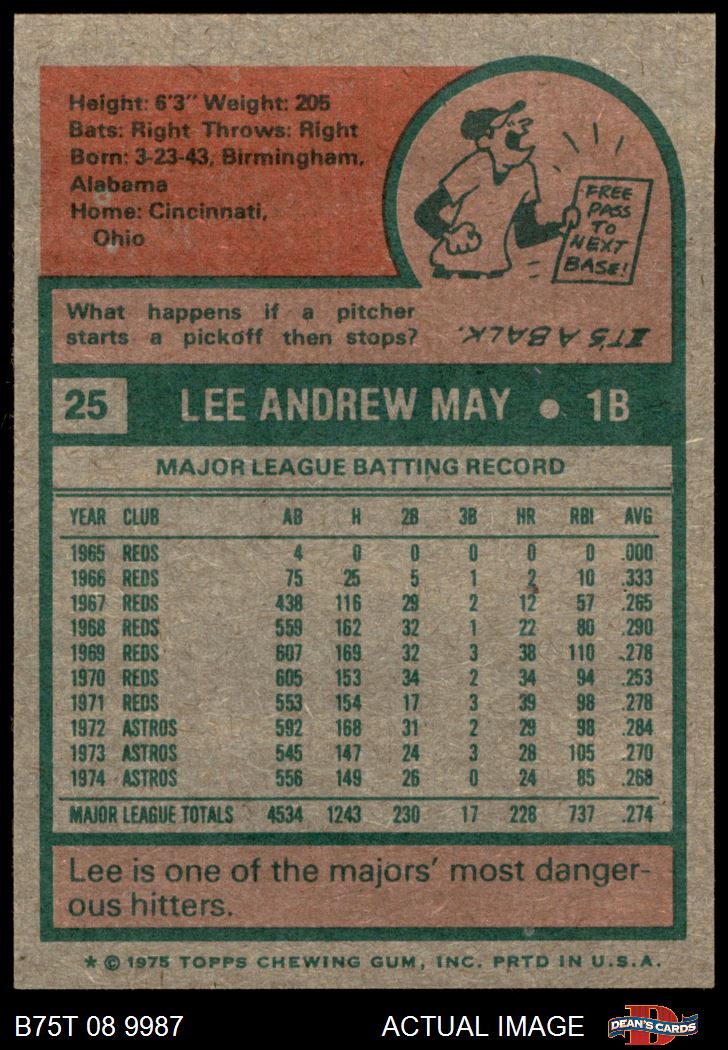 Height: 6'3" Weight: 205
Bats: Right Throws: Right
Born: 3-23-43, Birmingham,
Alabama
Home: Cincinnati,
Ohio
FREE
PASS
TO
NEXT
BASE!
What happens if a pitcher
starts a pickoff then stops?
IT'S A BALK.
25 LEE ANDREW MAY • 1B
MAJOR LEAGUE BATTING RECORD
YEAR CLUB AB H 2B 3B HR RBI AVG
1965 REDS 4 0 0 0 0 0 .000
1966 REDS 75 25 5 1 2 10 .333
1967 REDS 438 116 29 2 12 57 .265
1968 REDS 559 162 32 1 22 80 .290
1969 REDS 607 169 32 3 38 110 .278
1970 REDS 605 153 34 2 34 94 .253
1971 REDS 553 154 17 3 39 98 .278
1972 ASTROS 592 168 31 2 29 98 .284
1973 ASTROS 545 147 24 3 28 105 .270
1974 ASTROS 556 149 26 0 24 85 .268
MAJOR LEAGUE TOTALS 4534 1243 230 17 228 737 .274
Lee is one of the majors' most danger-
ous hitters.
* © 1975 TOPPS CHEWING GUM, INC. PRTD IN U.S.A.
B75T 08 9987 ACTUAL IMAGE DEAN'S CARDS